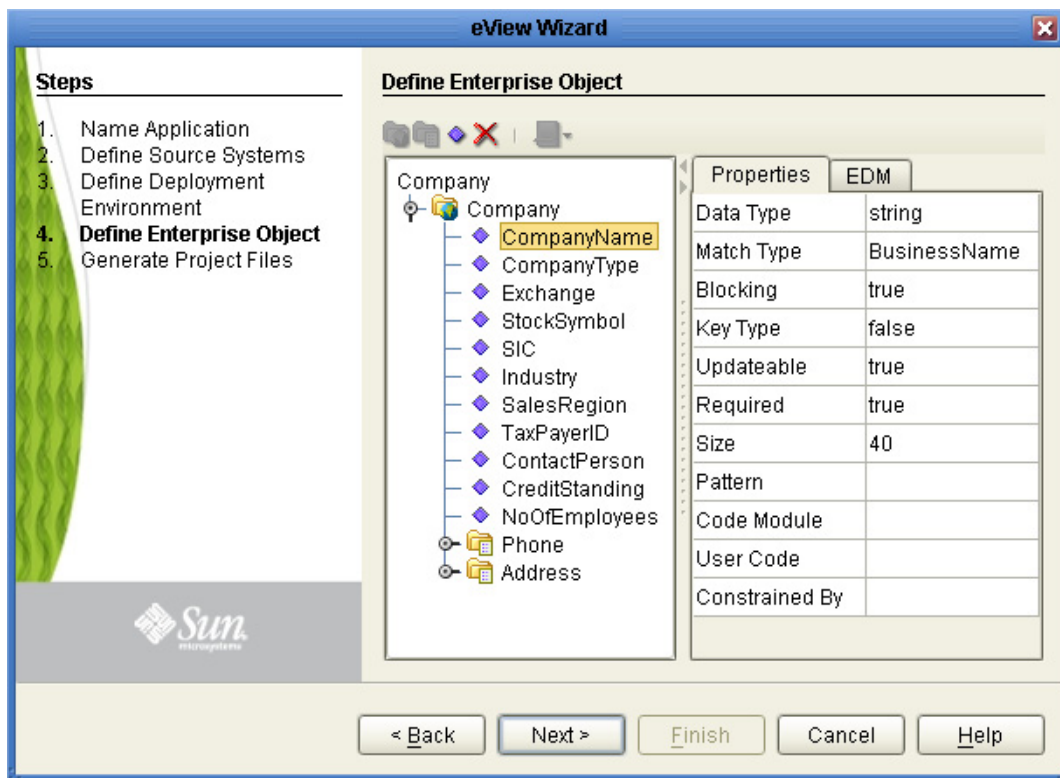 eView Wizard
Steps
1. Name Application
2. Define Source Systems
3. Define Deployment
Environment
4. Define Enterprise Object
5. Generate Project Files
Sun
microsystems
Define Enterprise Object
Company
Company
CompanyName
CompanyType
Exchange
StockSymbol
SIC
Industry
SalesRegion
TaxPayerID
ContactPerson
CreditStanding
NoOfEmployees
Phone
Address
Properties EDM
Data Type string
Match Type BusinessName
Blocking true
Key Type false
Updateable true
Required true
Size 40
Pattern
Code Module
User Code
Constrained By
< Back Next > Finish Cancel Help